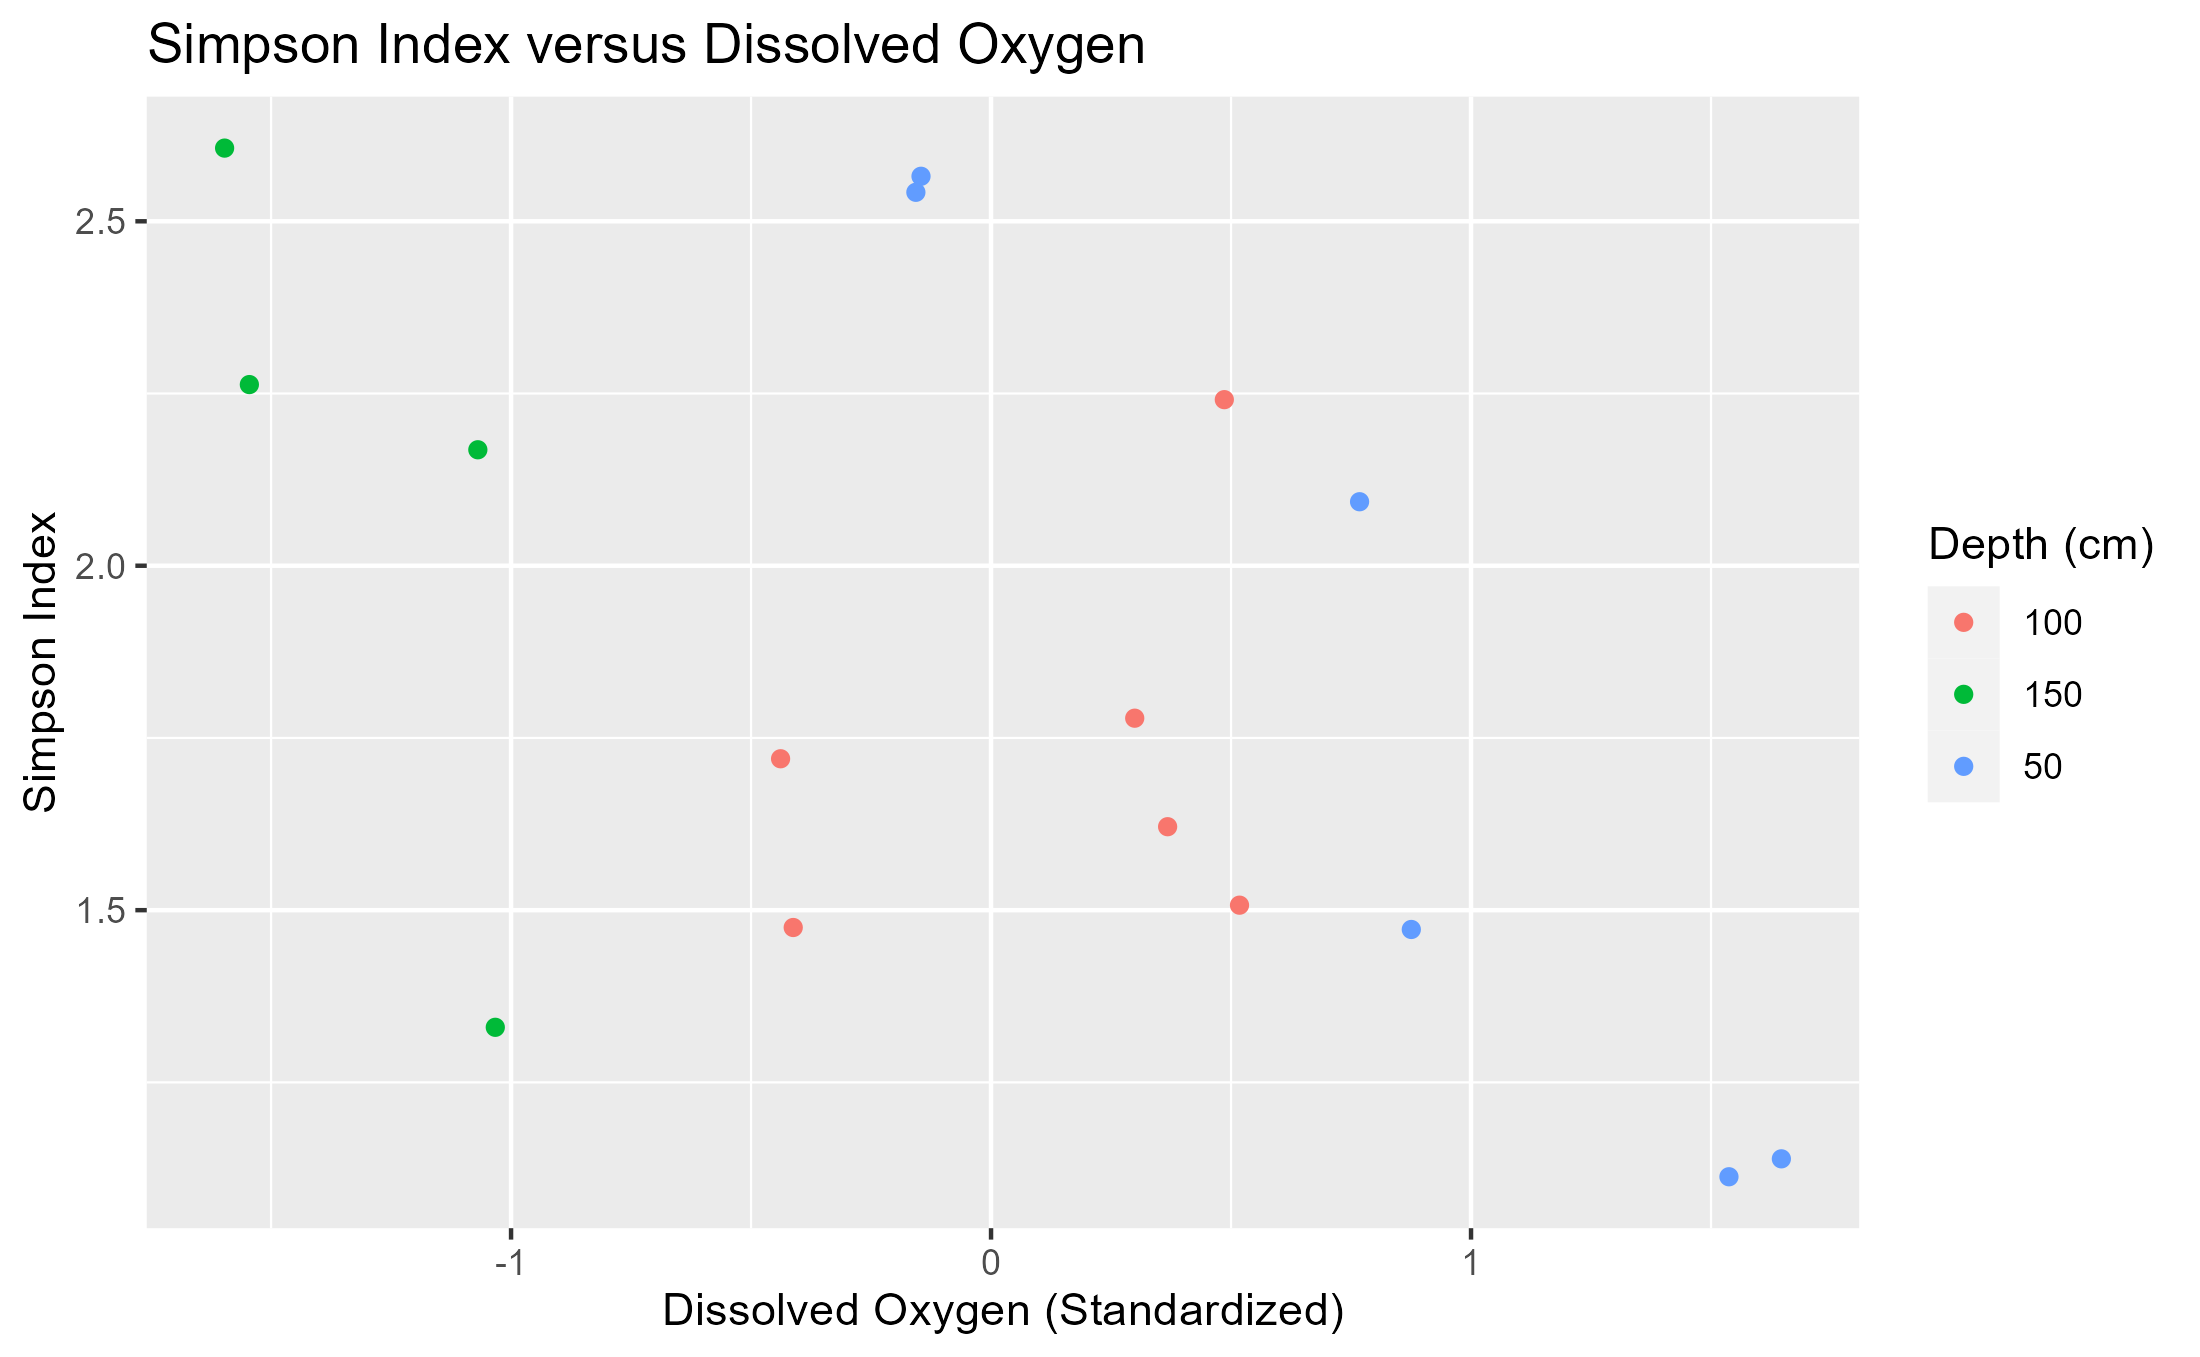 Simpson Index versus Dissolved Oxygen
Simpson Index
2.5
2.0
1.5
-1
0
1
Dissolved Oxygen (Standardized)
Depth (cm)
100
150
50